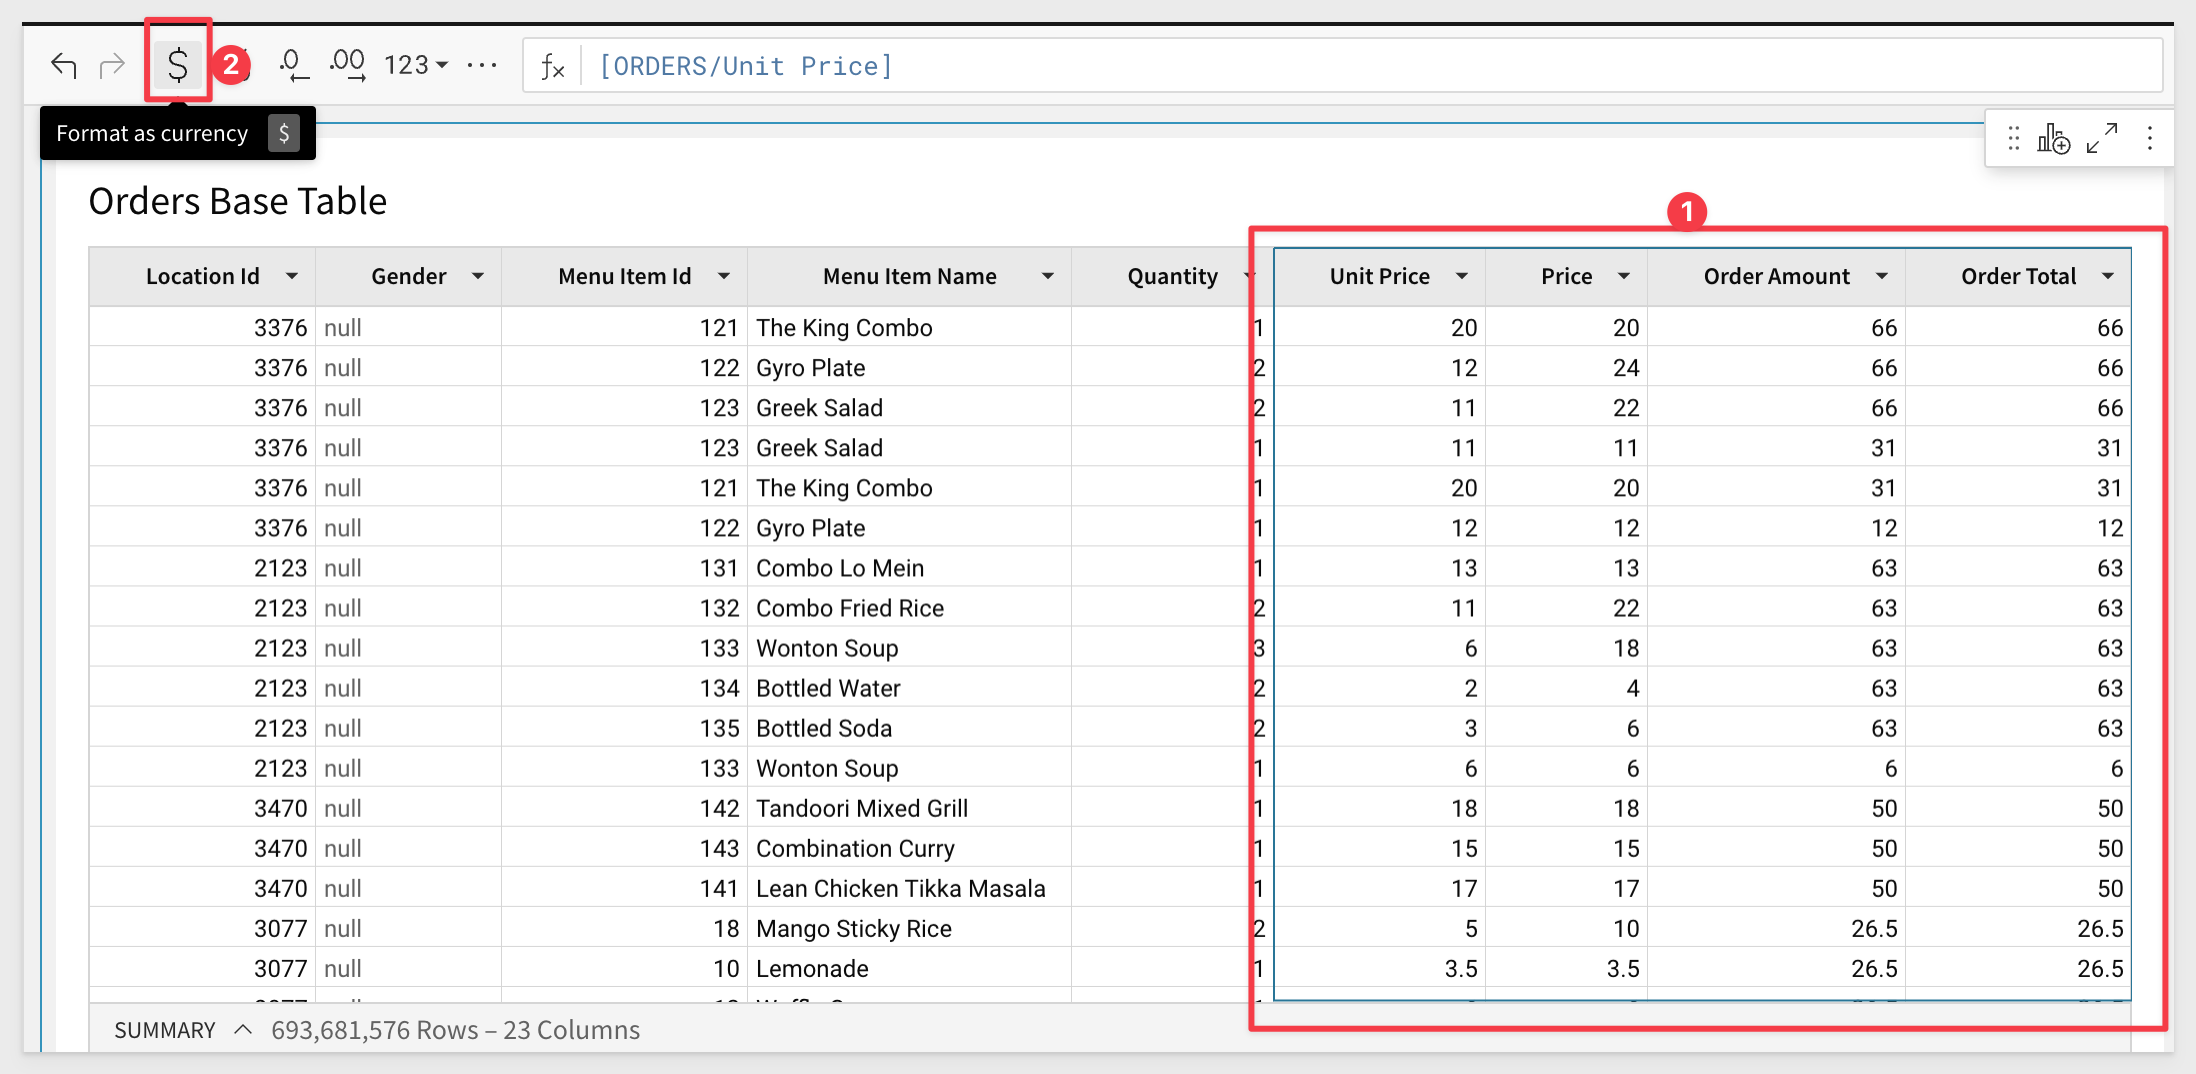 $ 2 .0 .00 123 ... fx [ORDERS/Unit Price]
Format as currency $
Orders Base Table
1
Location Id Gender Menu Item Id Menu Item Name Quantity Unit Price Price Order Amount Order Total
3376 null 121 The King Combo 1 20 20 66 66
3376 null 122 Gyro Plate 2 12 24 66 66
3376 null 123 Greek Salad 2 11 22 66 66
3376 null 123 Greek Salad 1 11 11 31 31
3376 null 121 The King Combo 1 20 20 31 31
3376 null 122 Gyro Plate 1 12 12 12 12
2123 null 131 Combo Lo Mein 1 13 13 63 63
2123 null 132 Combo Fried Rice 2 11 22 63 63
2123 null 133 Wonton Soup 3 6 18 63 63
2123 null 134 Bottled Water 2 2 4 63 63
2123 null 135 Bottled Soda 2 3 6 63 63
2123 null 133 Wonton Soup 1 6 6 6 6
3470 null 142 Tandoori Mixed Grill 1 18 18 50 50
3470 null 143 Combination Curry 1 15 15 50 50
3470 null 141 Lean Chicken Tikka Masala 1 17 17 50 50
3077 null 18 Mango Sticky Rice 2 5 10 26.5 26.5
3077 null 10 Lemonade 1 3.5 3.5 26.5 26.5
SUMMARY 693,681,576 Rows – 23 Columns